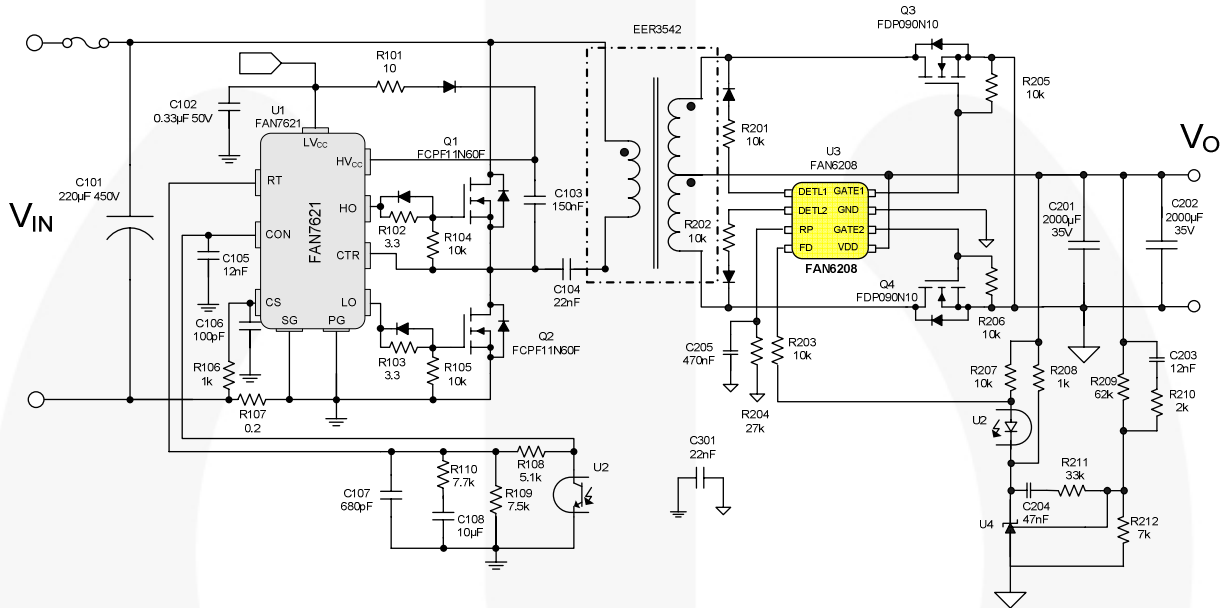 Q3
FDP090N10
EER3542
R101
10
R205
10k
C102
0.33µF 50V
U1
FAN7621
LVCC
HVCC
Q1
FCPF11N60F
R201
10k
U3
FAN6208
VO
C101
220µF 450V
VIN
RT
HO
CON
CTR
CS
LO
SG
PG
FAN7621
C103
150nF
R102
3.3
R104
10k
DETL1
GATE1
DETL2
GND
RP
GATE2
FD
VDD
FAN6208
R202
10k
C201
2000µF
35V
C202
2000µF
35V
C105
12nF
C104
22nF
Q4
FDP090N10
R206
10k
C106
100pF
Q2
FCPF11N60F
R106
1k
R103
3.3
R105
10k
R107
0.2
C205
470nF
R203
10k
R204
27k
R207
10k
R208
1k
R209
62k
C203
12nF
R210
2k
U2
C301
22nF
R108
5.1k
U2
R110
7.7k
R109
7.5k
C107
680pF
C108
10µF
R211
33k
C204
47nF
U4
R212
7k